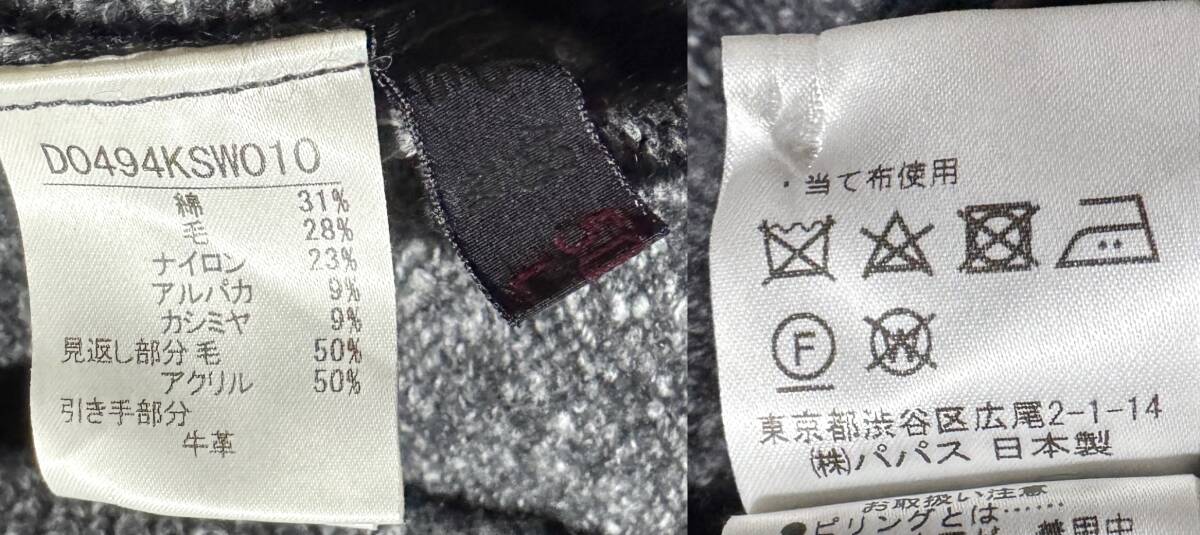 D0494KSW010
綿 31%
毛 28%
ナイロン 23%
アルパカ 9%
カシミヤ 9%
見返し部分 毛 50%
アクリル 50%
引き手部分
牛革
・当て布使用
F
W
東京都渋谷区広尾2-1-14
㈱パパス 日本製
お取扱い注意
●ピリングとは……
着用中